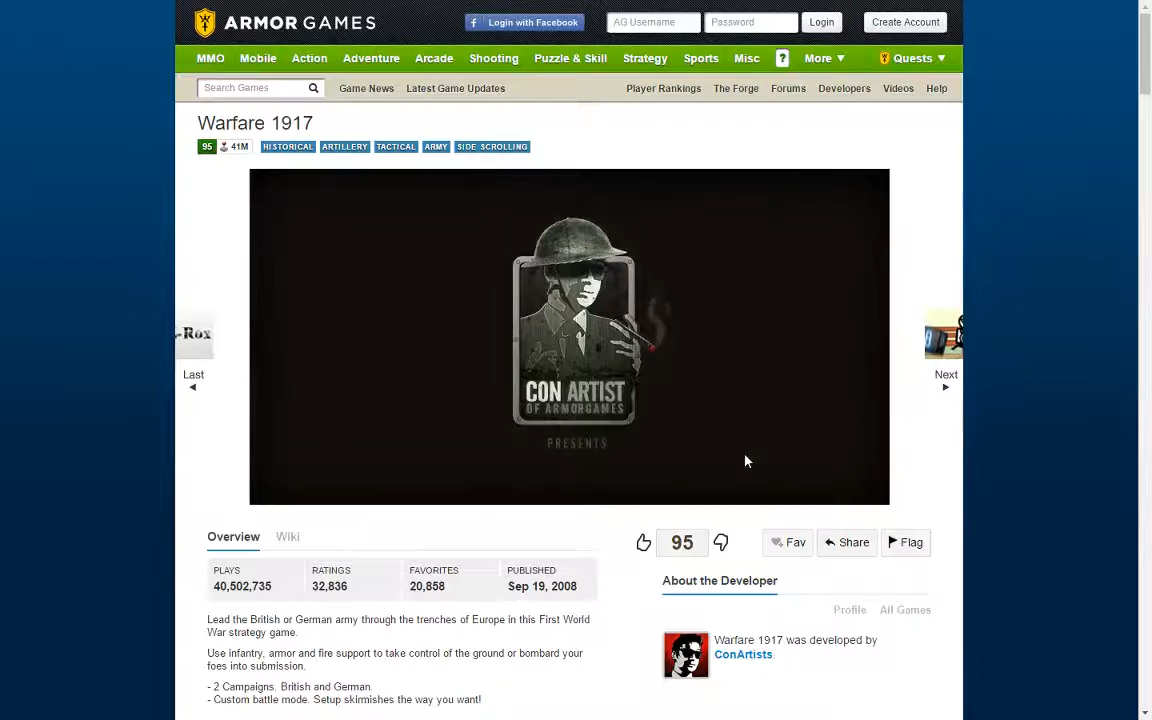 ARMOR GAMES
f Login with Facebook
AG Username
Password
Login
Create Account
MMO Mobile Action Adventure Arcade Shooting Puzzle & Skill Strategy Sports Misc ? More ▼ Quests ▼
Search Games
Game News Latest Game Updates
Player Rankings The Forge Forums Developers Videos Help
Warfare 1917
95 41M HISTORICAL ARTILLERY TACTICAL ARMY SIDE SCROLLING
-Rox
Last
Next
CON ARTIST
OF ARMORGAMES
PRESENTS
Overview Wiki
95
Fav Share Flag
PLAYS RATINGS FAVORITES PUBLISHED
40,502,735 32,836 20,858 Sep 19, 2008
About the Developer
Profile All Games
Lead the British or German army through the trenches of Europe in this First World
War strategy game.
Use infantry, armor and fire support to take control of the ground or bombard your
foes into submission.
- 2 Campaigns. British and German.
- Custom battle mode. Setup skirmishes the way you want!
Warfare 1917 was developed by
ConArtists.